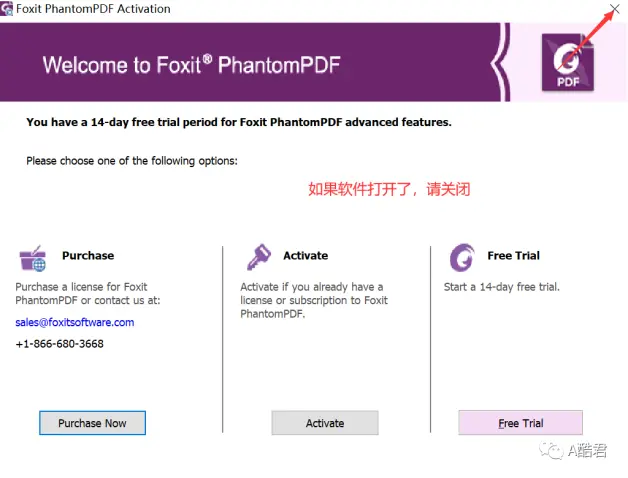 Foxit PhantomPDF Activation
Welcome to Foxit® PhantomPDF
PDF
You have a 14-day free trial period for Foxit PhantomPDF advanced features.
Please choose one of the following options:
如果软件打开了，请关闭
Purchase
Purchase a license for Foxit
PhantomPDF or contact us at:
sales@foxitsoftware.com
+1-866-680-3668
Purchase Now
Activate
Activate if you already have a
license or subscription to Foxit
PhantomPDF.
Activate
Free Trial
Start a 14-day free trial.
Free Trial
A酷君